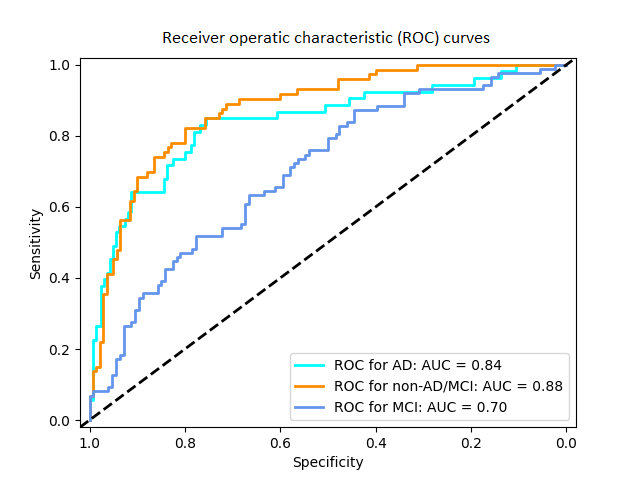 Receiver operatic characteristic (ROC) curves
1.0
0.8
0.6
0.4
0.2
0.0
Sensitivity
ROC for AD: AUC = 0.84
ROC for non-AD/MCI: AUC = 0.88
ROC for MCI: AUC = 0.70
1.0 0.8 0.6 0.4 0.2 0.0
Specificity